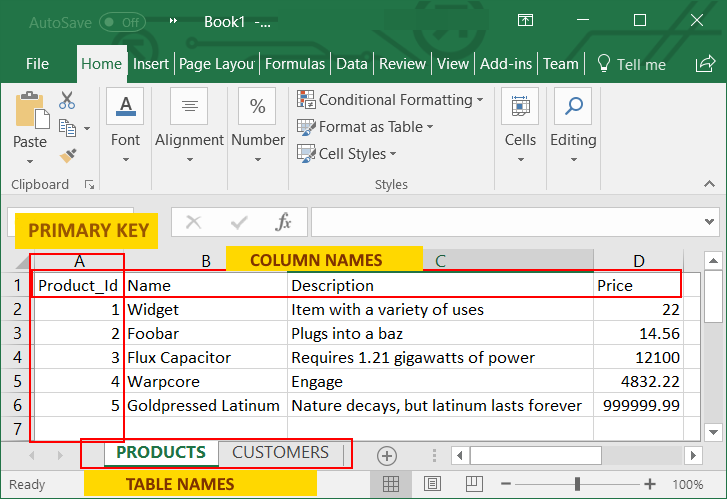 AutoSave Off Book1 -...
File Home Insert Page Layou Formulas Data Review View Add-ins Team Tell me
Conditional Formatting
Format as Table
Cell Styles
Paste Font Alignment Number Cells Editing
Clipboard Styles
PRIMARY KEY
fx
COLUMN NAMES
A B C D
1 Product_Id Name Description Price
2 1 Widget Item with a variety of uses 22
3 2 Foobar Plugs into a baz 14.56
4 3 Flux Capacitor Requires 1.21 gigawatts of power 12100
5 4 Warpcore Engage 4832.22
6 5 Goldpressed Latinum Nature decays, but latinum lasts forever 999999.99
7
PRODUCTS CUSTOMERS
Ready TABLE NAMES 100%